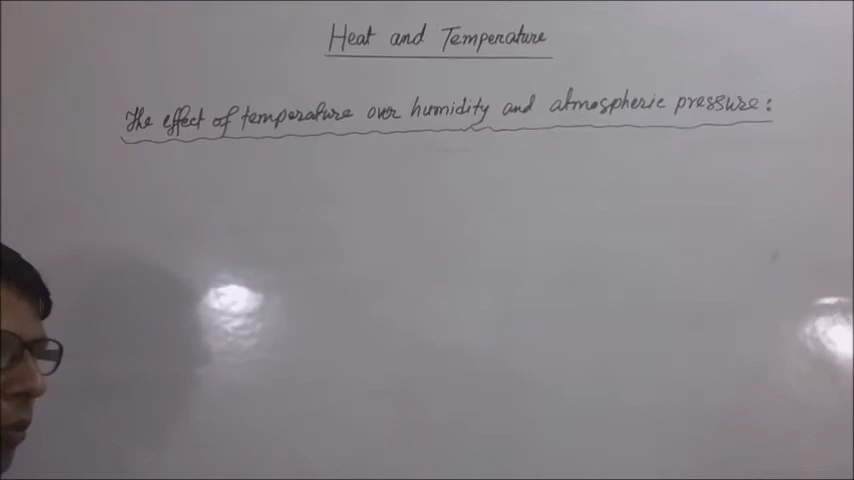 Heat and Temperature
The effect of temperature over humidity and atmospheric pressure: